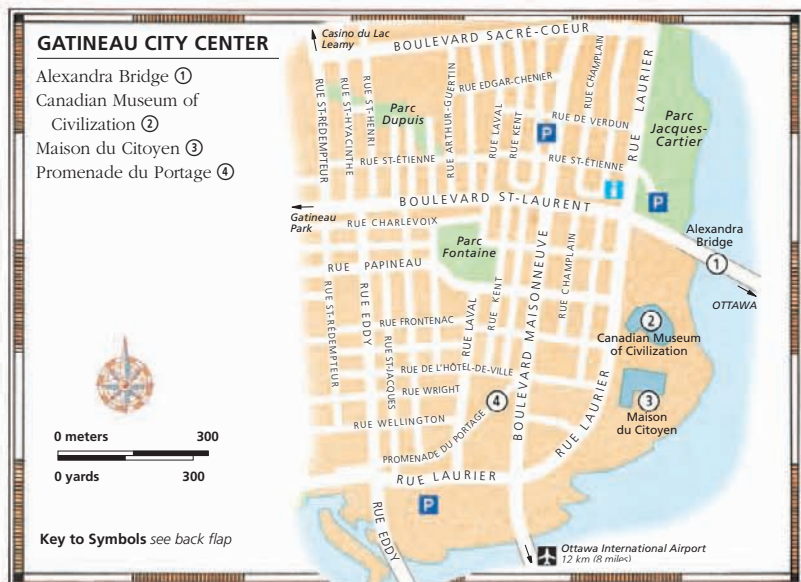 GATINEAU CITY CENTER
Alexandra Bridge ①
Canadian Museum of
Civilization ②
Maison du Citoyen ③
Promenade du Portage ④
0 meters 300
0 yards 300
Key to Symbols see back flap
Casino du Lac
Leamy
BOULEVARD SACRÉ-COEUR
RUE ST-RÉDEMPTEUR
RUE ST-HYACINTHE
RUE ST-HENRI
Parc
Dupuis
RUE ARTHUR-GUERTIN
RUE EDGAR-CHENIER
RUE CHAMPLAIN
RUE LAURIER
RUE LAVAL
RUE KENT
P
RUE DE VERDUN
Parc
Jacques-
Cartier
RUE ST-ÉTIENNE
RUE ST-ÉTIENNE
i
P
BOULEVARD ST-LAURENT
Gatineau
Park
RUE CHARLEVOIX
Parc
Fontaine
Alexandra
Bridge
①
OTTAWA
RUE PAPINEAU
RUE ST-RÉDEMPTEUR
RUE EDDY
RUE FRONTENAC
RUE ST-JACQUES
RUE LAVAL
RUE KENT
BOULEVARD MAISONNEUVE
RUE CHAMPLAIN
②
Canadian Museum
of Civilization
RUE DE L'HÔTEL-DE-VILLE
RUE WRIGHT
④
③
Maison
du Citoyen
RUE WELLINGTON
PROMENADE DU PORTAGE
RUE LAURIER
RUE LAURIER
P
RUE EDDY
Ottawa International Airport
12 km (8 miles)